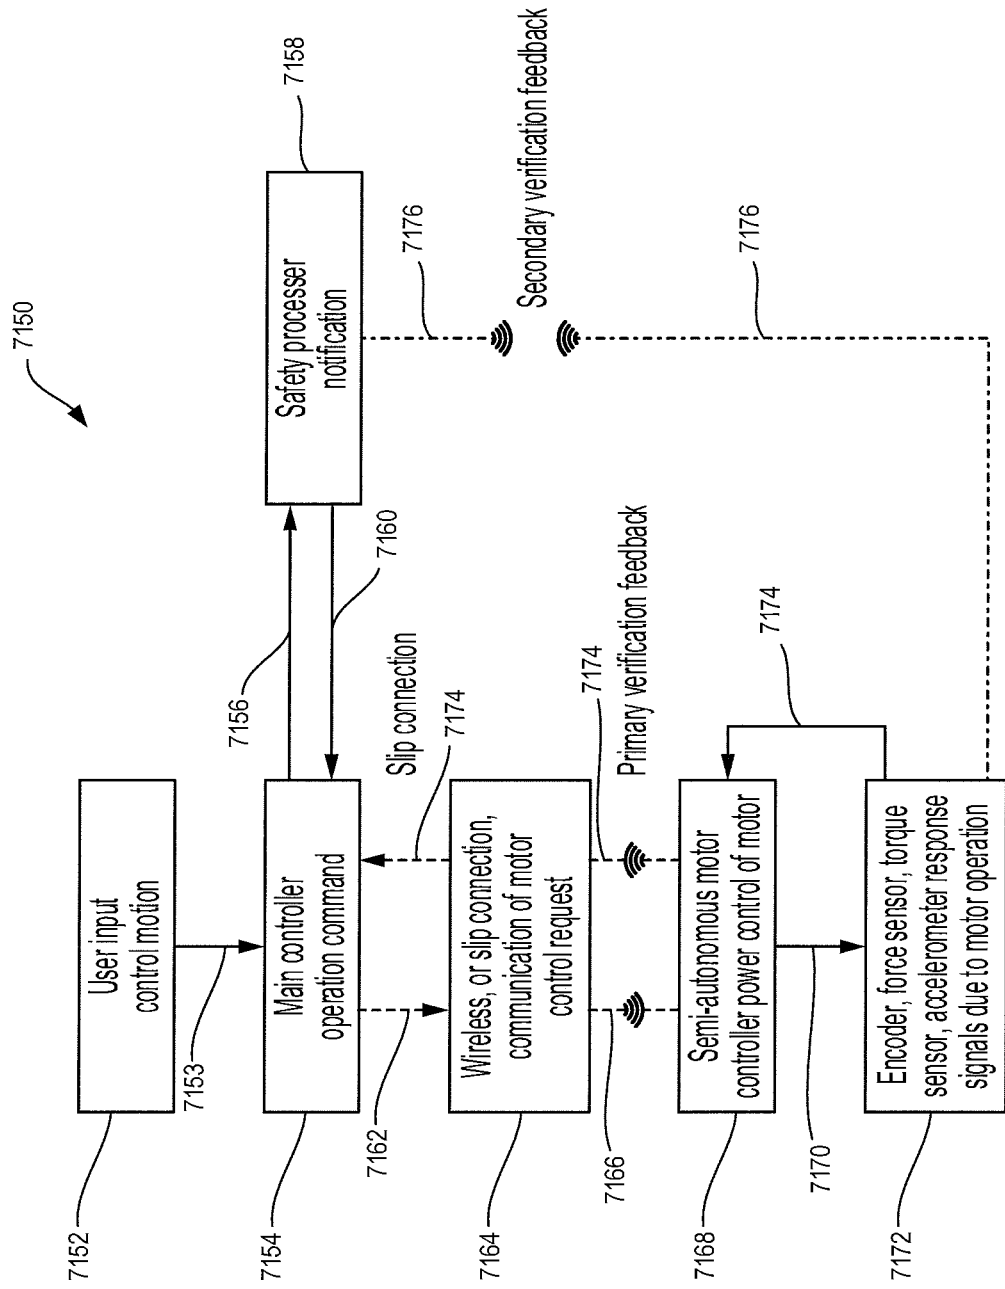 7150
User input
control motion
7152
7153
Main controller
operation command
7154
7156
7160
Safety processer
notification
7158
7162
Slip connection
7174
Wireless, or slip connection,
communication of motor
control request
7164
7166
7174
Primary verification feedback
7176
Secondary verification feedback
7176
Semi-autonomous motor
controller power control of motor
7168
7170
7174
Encoder, force sensor, torque
sensor, accelerometer response
signals due to motor operation
7172